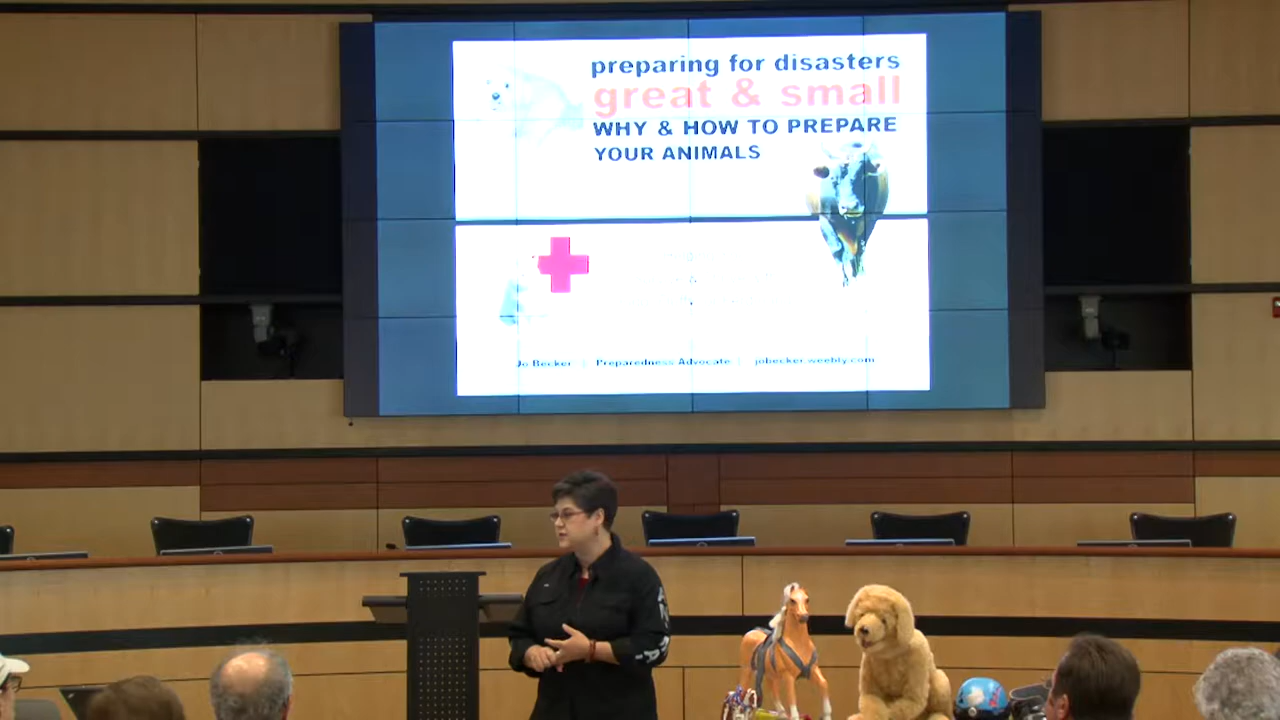 preparing for disasters
great & small
WHY & HOW TO PREPARE
YOUR ANIMALS
Jo Becker | Preparedness Advocate | jobecker.weebly.com